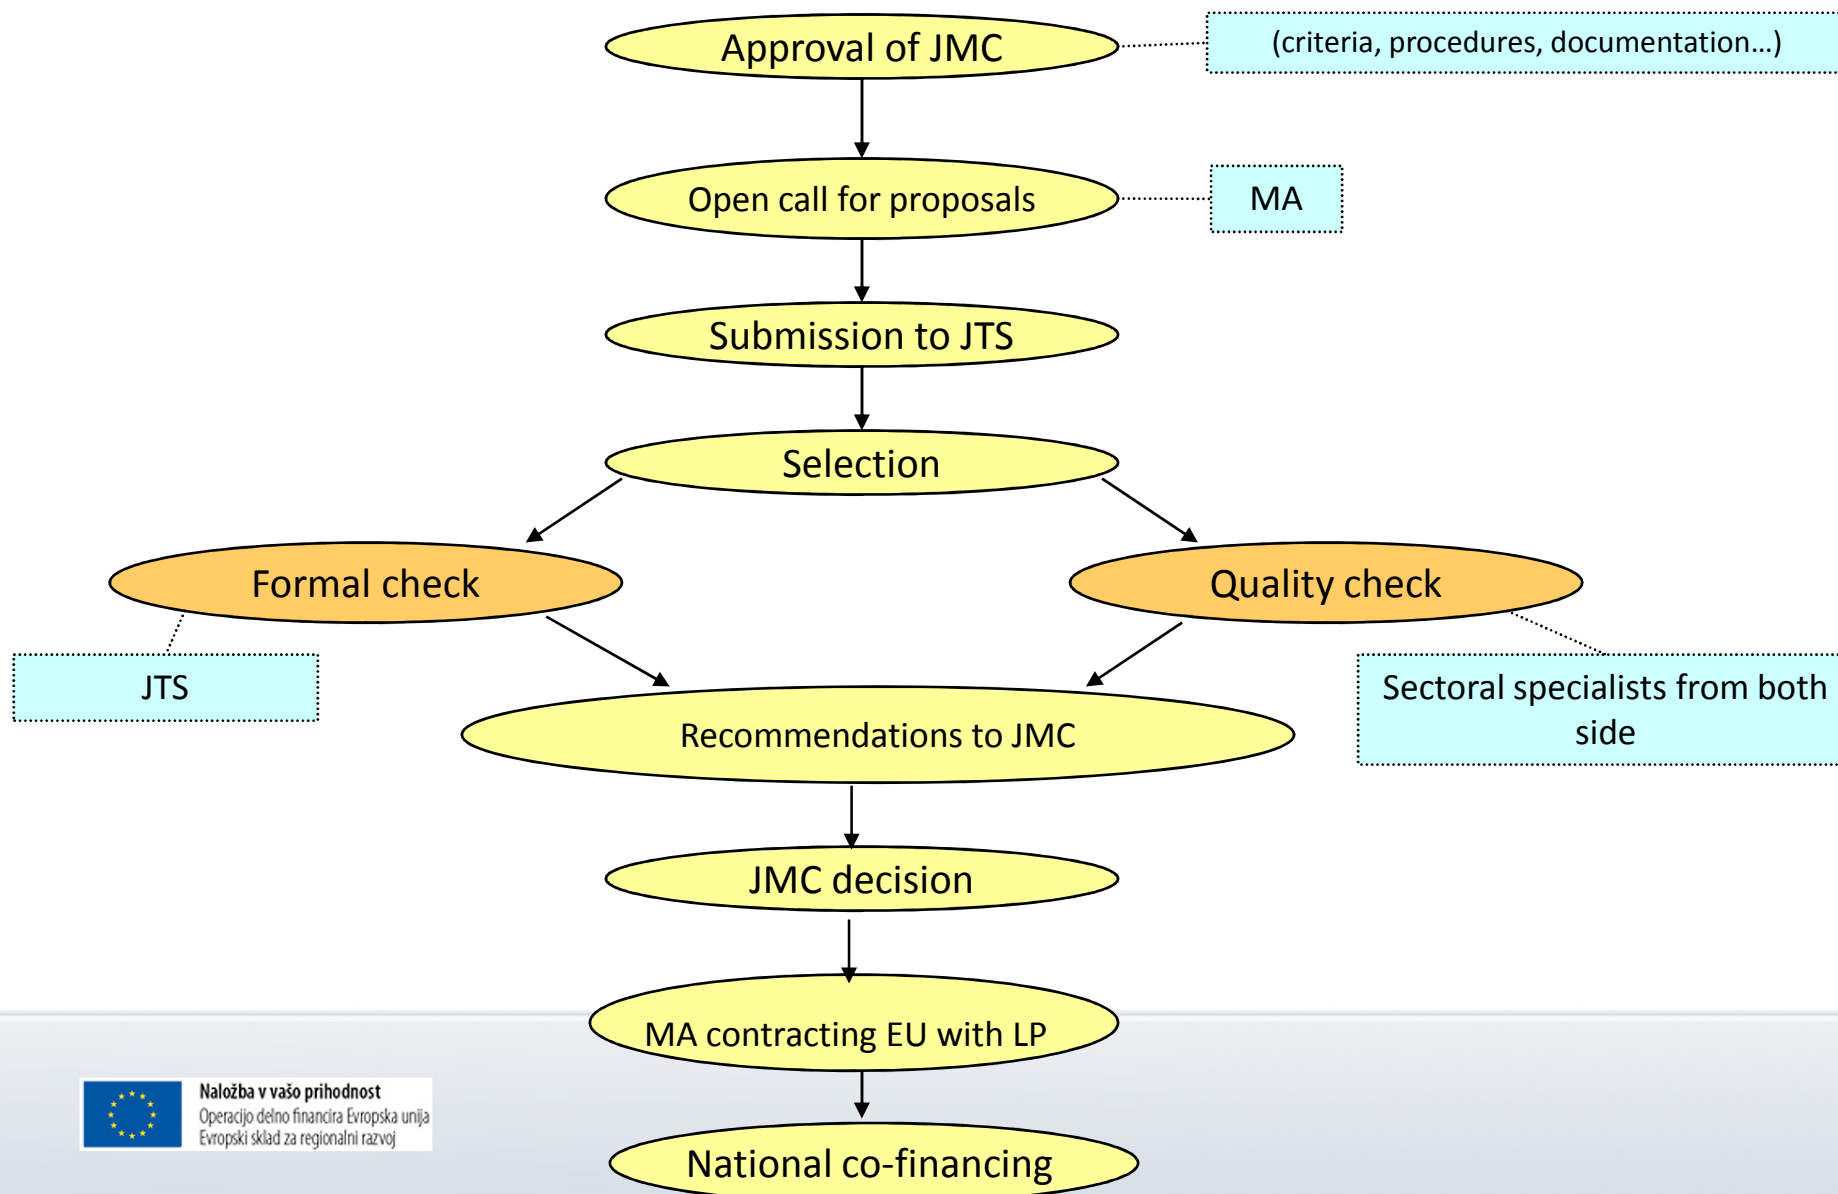 Approval of JMC
(criteria, procedures, documentation...)
Open call for proposals
MA
Submission to JTS
Selection
Formal check
Quality check
JTS
Sectoral specialists from both
side
Recommendations to JMC
JMC decision
MA contracting EU with LP
Naložba v vašo prihodnost
Operacijo delno financira Evropska unija
Evropski sklad za regionalni razvoj
National co-financing